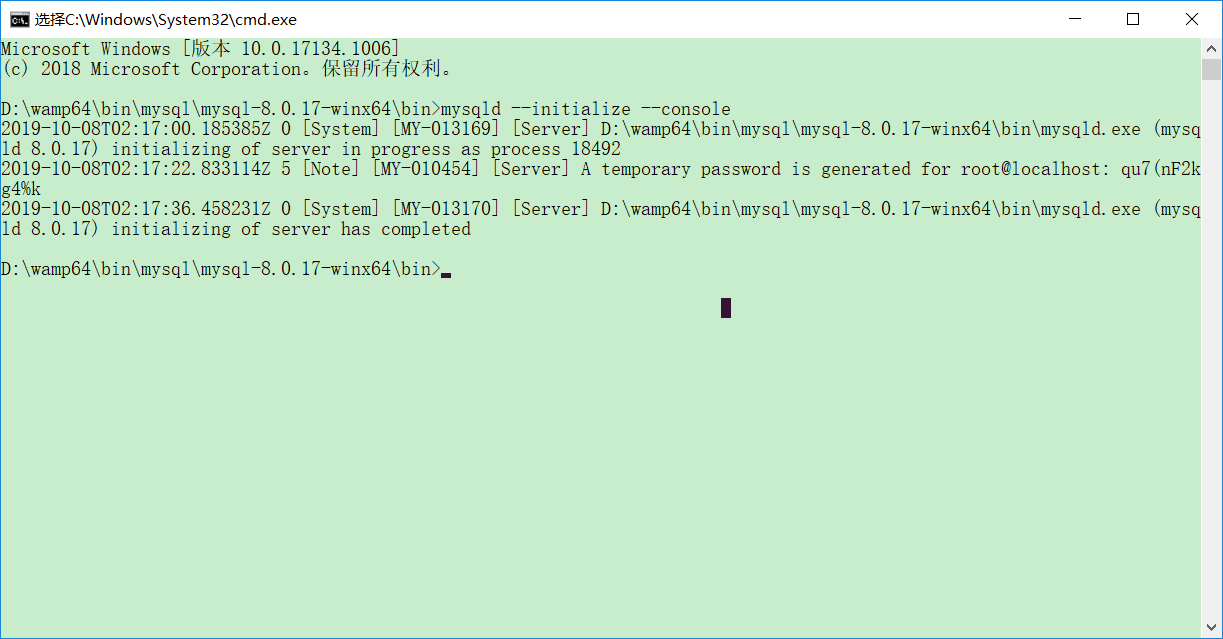 选择C:\Windows\System32\cmd.exe
Microsoft Windows [版本 10.0.17134.1006]
(c) 2018 Microsoft Corporation。保留所有权利。
D:\wamp64\bin\mysql\mysql-8.0.17-winx64\bin>mysqld --initialize --console
2019-10-08T02:17:00.185385Z 0 [System] [MY-013169] [Server] D:\wamp64\bin\mysql\mysql-8.0.17-winx64\bin\mysqld.exe (mysq
ld 8.0.17) initializing of server in progress as process 18492
2019-10-08T02:17:22.833114Z 5 [Note] [MY-010454] [Server] A temporary password is generated for root@localhost: qu7(nF2k
g4%k
2019-10-08T02:17:36.458231Z 0 [System] [MY-013170] [Server] D:\wamp64\bin\mysql\mysql-8.0.17-winx64\bin\mysqld.exe (mysq
ld 8.0.17) initializing of server has completed
D:\wamp64\bin\mysql\mysql-8.0.17-winx64\bin>